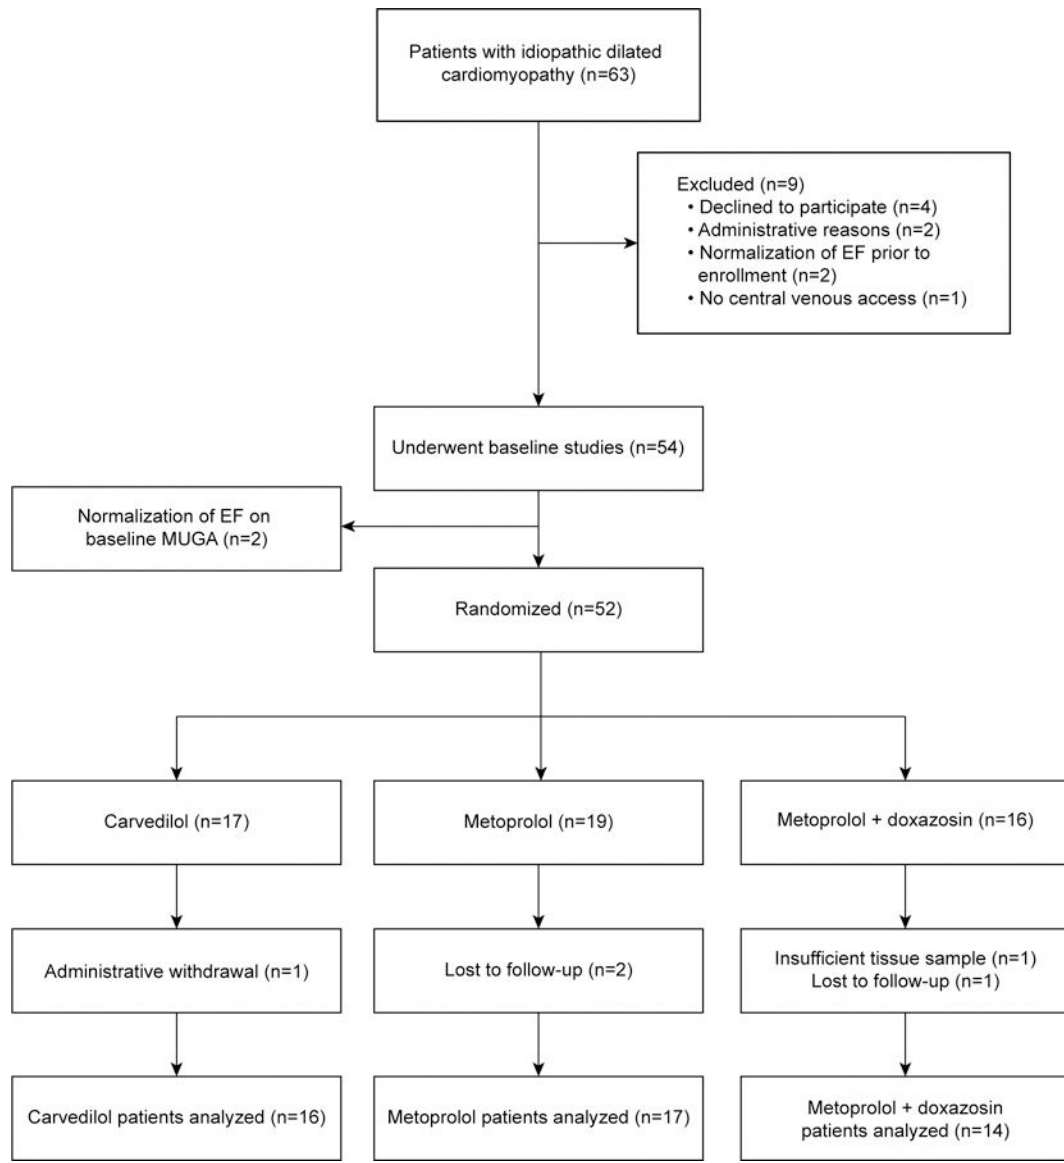 Patients with idiopathic dilated
cardiomyopathy (n=63)
Excluded (n=9)
• Declined to participate (n=4)
• Administrative reasons (n=2)
• Normalization of EF prior to
enrollment (n=2)
• No central venous access (n=1)
Underwent baseline studies (n=54)
Normalization of EF on
baseline MUGA (n=2)
Randomized (n=52)
Carvedilol (n=17)
Metoprolol (n=19)
Metoprolol + doxazosin (n=16)
Administrative withdrawal (n=1)
Lost to follow-up (n=2)
Insufficient tissue sample (n=1)
Lost to follow-up (n=1)
Carvedilol patients analyzed (n=16)
Metoprolol patients analyzed (n=17)
Metoprolol + doxazosin
patients analyzed (n=14)